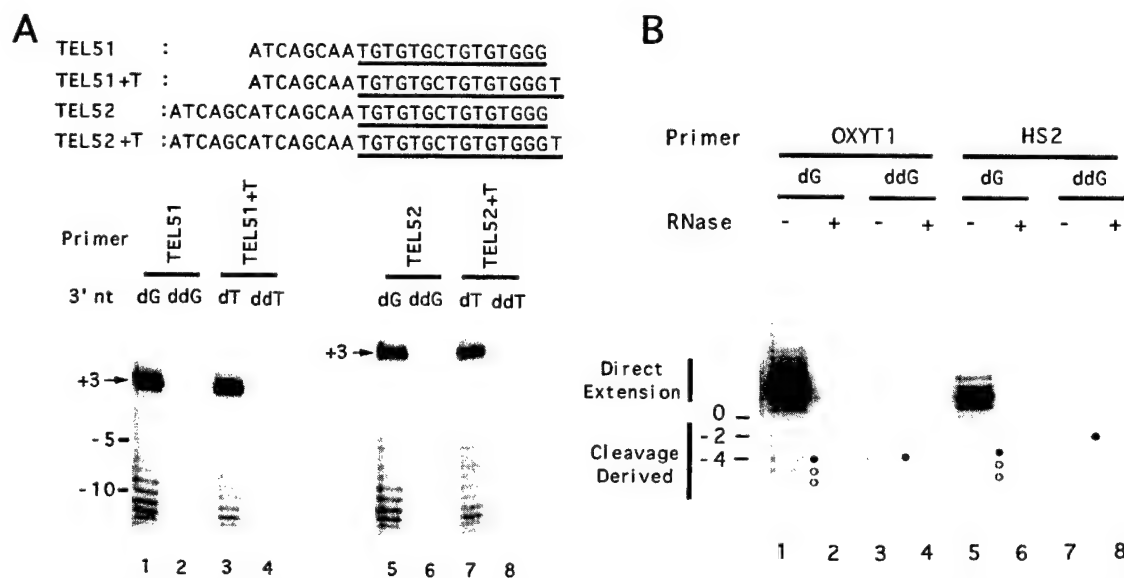 A
TEL51 : ATCAGCAATGTGTGCTGTGTGGG
TEL51+T : ATCAGCAATGTGTGCTGTGTGGGT
TEL52 :ATCAGCATCAGCAATGTGTGCTGTGTGGG
TEL52+T :ATCAGCATCAGCAATGTGTGCTGTGTGGGT
Primer TEL51 TEL51+T TEL52 TEL52+T
3' nt dG ddG dT ddT dG ddG dT ddT
+3
+3
-5
-10
1 2 3 4 5 6 7 8
B
Primer OXYT1 HS2
dG ddG dG ddG
RNase - + - + - + - +
Direct
Extension
0
-2
Cleavage
Derived
-4
1 2 3 4 5 6 7 8